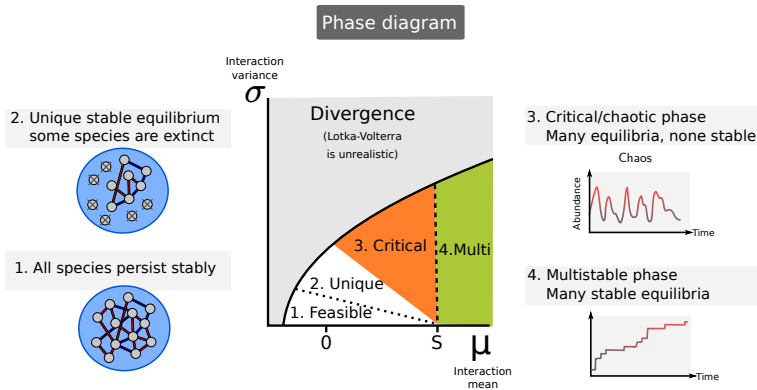 Phase diagram
Interaction
variance
σ
2. Unique stable equilibrium
some species are extinct
1. All species persist stably
Divergence
(Lotka-Volterra
is unrealistic)
3. Critical
4.Multi
2. Unique
1. Feasible
0
S
μ
Interaction
mean
3. Critical/chaotic phase
Many equilibria, none stable
Chaos
Abundance
Time
4. Multistable phase
Many stable equilibria
Time